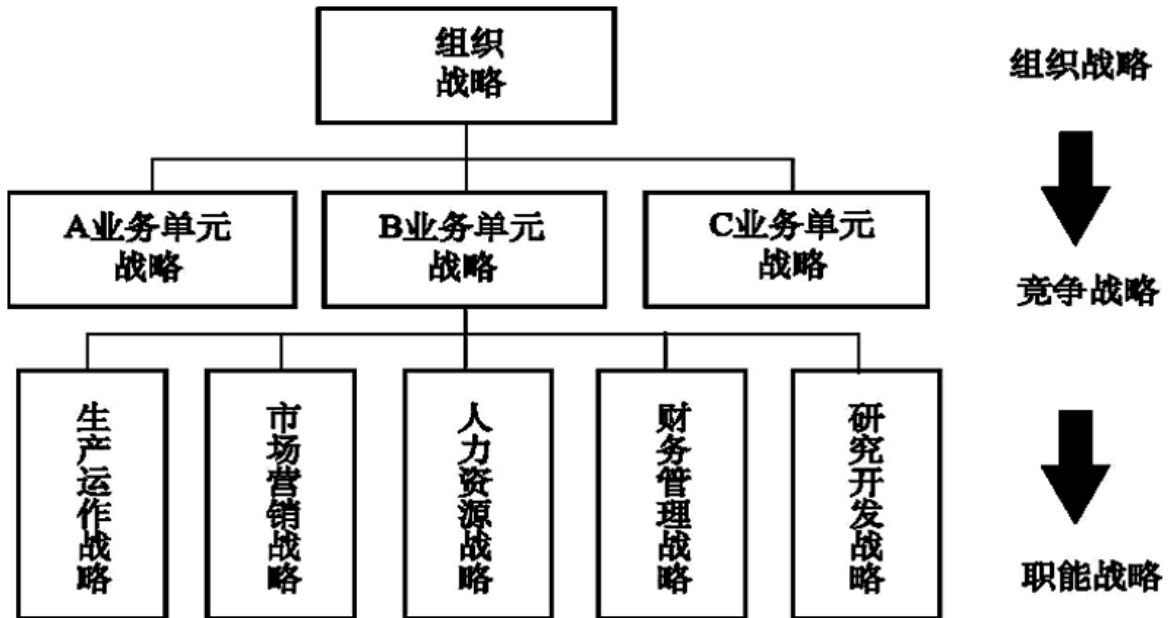 组织
战略
组织战略
A业务单元
战略
B业务单元
战略
C业务单元
战略
竞争战略
生产运作战略
市场营销战略
人力资源战略
财务管理战略
研究开发战略
职能战略